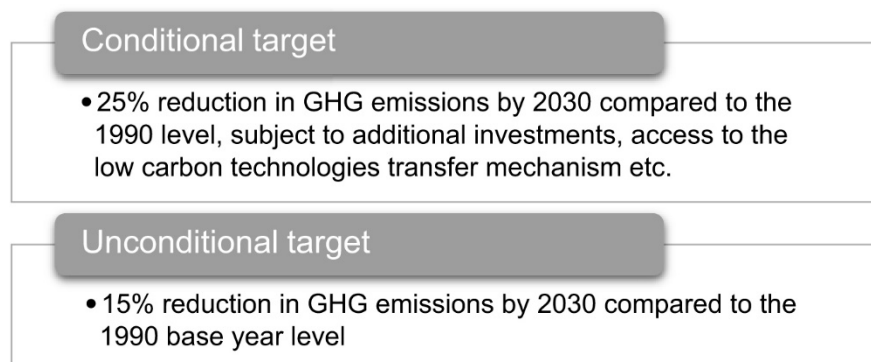 Conditional target
• 25% reduction in GHG emissions by 2030 compared to the
1990 level, subject to additional investments, access to the
low carbon technologies transfer mechanism etc.
Unconditional target
• 15% reduction in GHG emissions by 2030 compared to the
1990 base year level